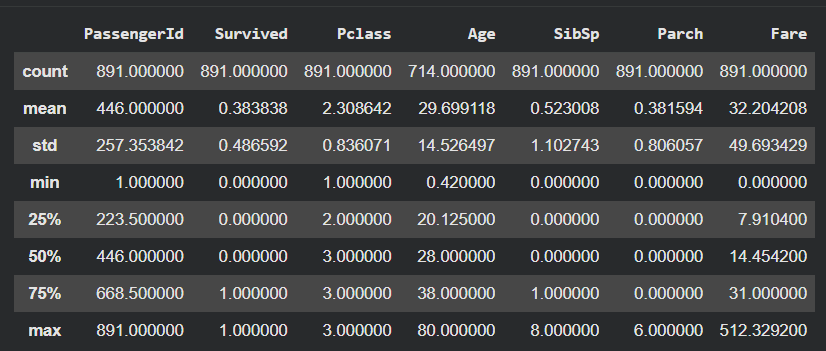 PassengerId Survived Pclass Age SibSp Parch Fare
count 891.000000 891.000000 891.000000 714.000000 891.000000 891.000000 891.000000
mean 446.000000 0.383838 2.308642 29.699118 0.523008 0.381594 32.204208
std 257.353842 0.486592 0.836071 14.526497 1.102743 0.806057 49.693429
min 1.000000 0.000000 1.000000 0.420000 0.000000 0.000000 0.000000
25% 223.500000 0.000000 2.000000 20.125000 0.000000 0.000000 7.910400
50% 446.000000 0.000000 3.000000 28.000000 0.000000 0.000000 14.454200
75% 668.500000 1.000000 3.000000 38.000000 1.000000 0.000000 31.000000
max 891.000000 1.000000 3.000000 80.000000 8.000000 6.000000 512.329200